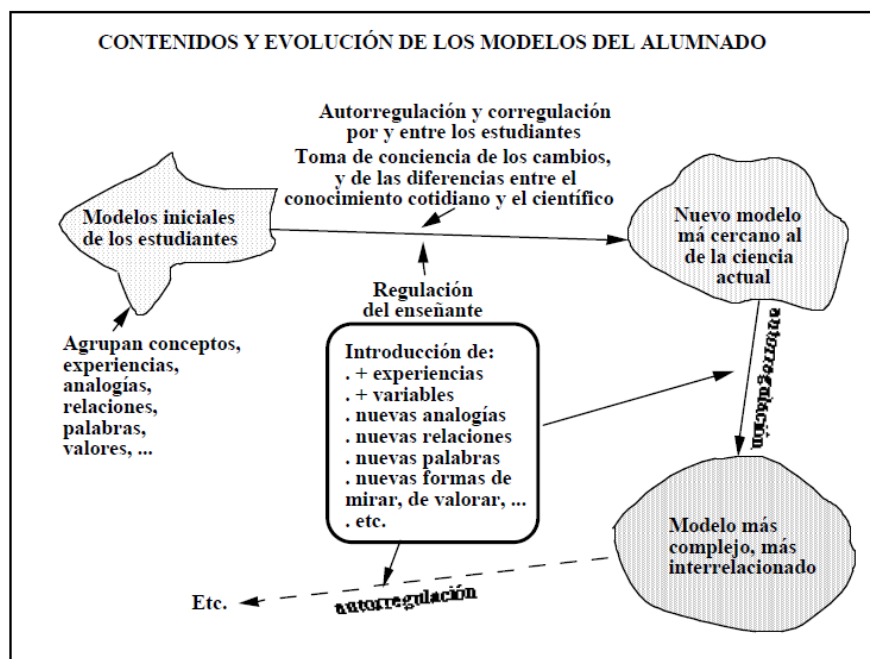 CONTENIDOS Y EVOLUCIÓN DE LOS MODELOS DEL ALUMNADO
Autorregulación y corregulación
por y entre los estudiantes
Toma de conciencia de los cambios,
y de las diferencias entre el
conocimiento cotidiano y el científico
Modelos iniciales
de los estudiantes
Nuevo modelo
má cercano al
de la ciencia
actual
Regulación
del enseñante
autorregulación
Agrupan conceptos,
experiencias,
analogías,
relaciones,
palabras,
valores, ...
Introducción de:
. + experiencias
. + variables
. nuevas analogías
. nuevas relaciones
. nuevas palabras
. nuevas formas de
mirar, de valorar, ...
. etc.
Modelo más
complejo, más
interrelacionado
Etc.
autorregulación